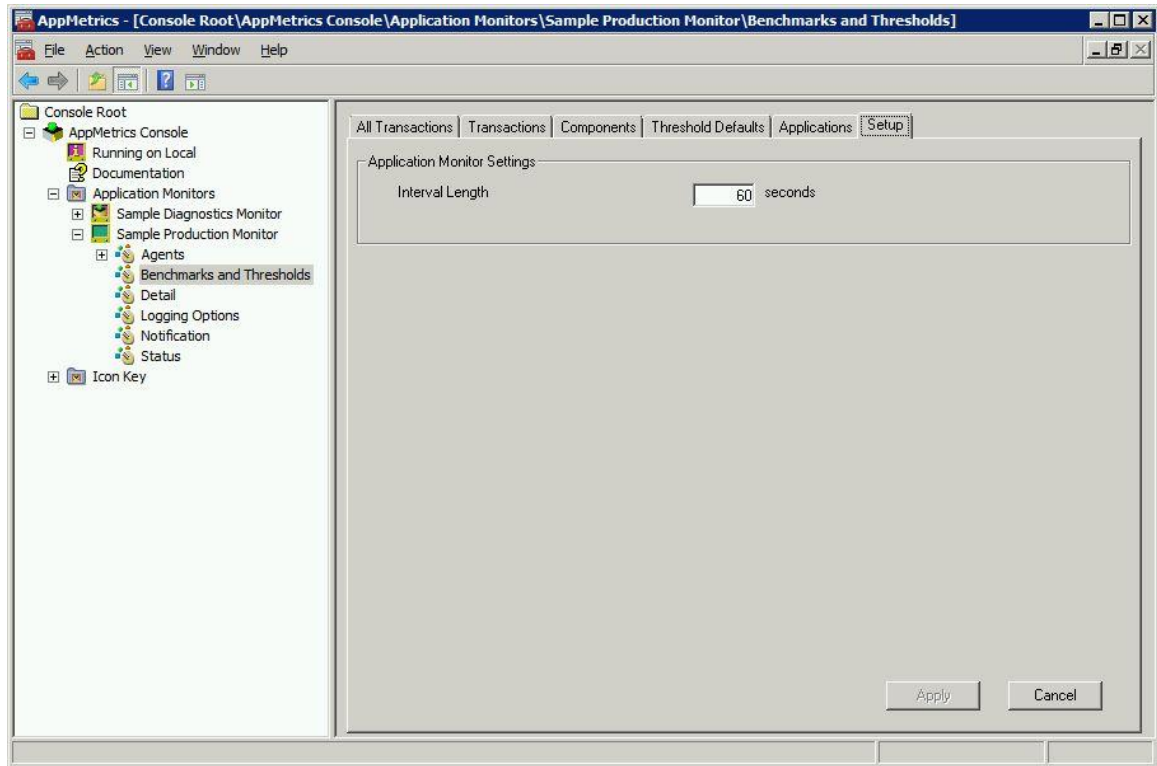 AppMetrics - [Console Root\AppMetrics Console\Application Monitors\Sample Production Monitor\Benchmarks and Thresholds]
File Action View Window Help
Console Root
AppMetrics Console
Running on Local
Documentation
Application Monitors
Sample Diagnostics Monitor
Sample Production Monitor
Agents
Benchmarks and Thresholds
Detail
Logging Options
Notification
Status
Icon Key
All Transactions Transactions Components Threshold Defaults Applications Setup
Application Monitor Settings
Interval Length 60 seconds
Apply Cancel